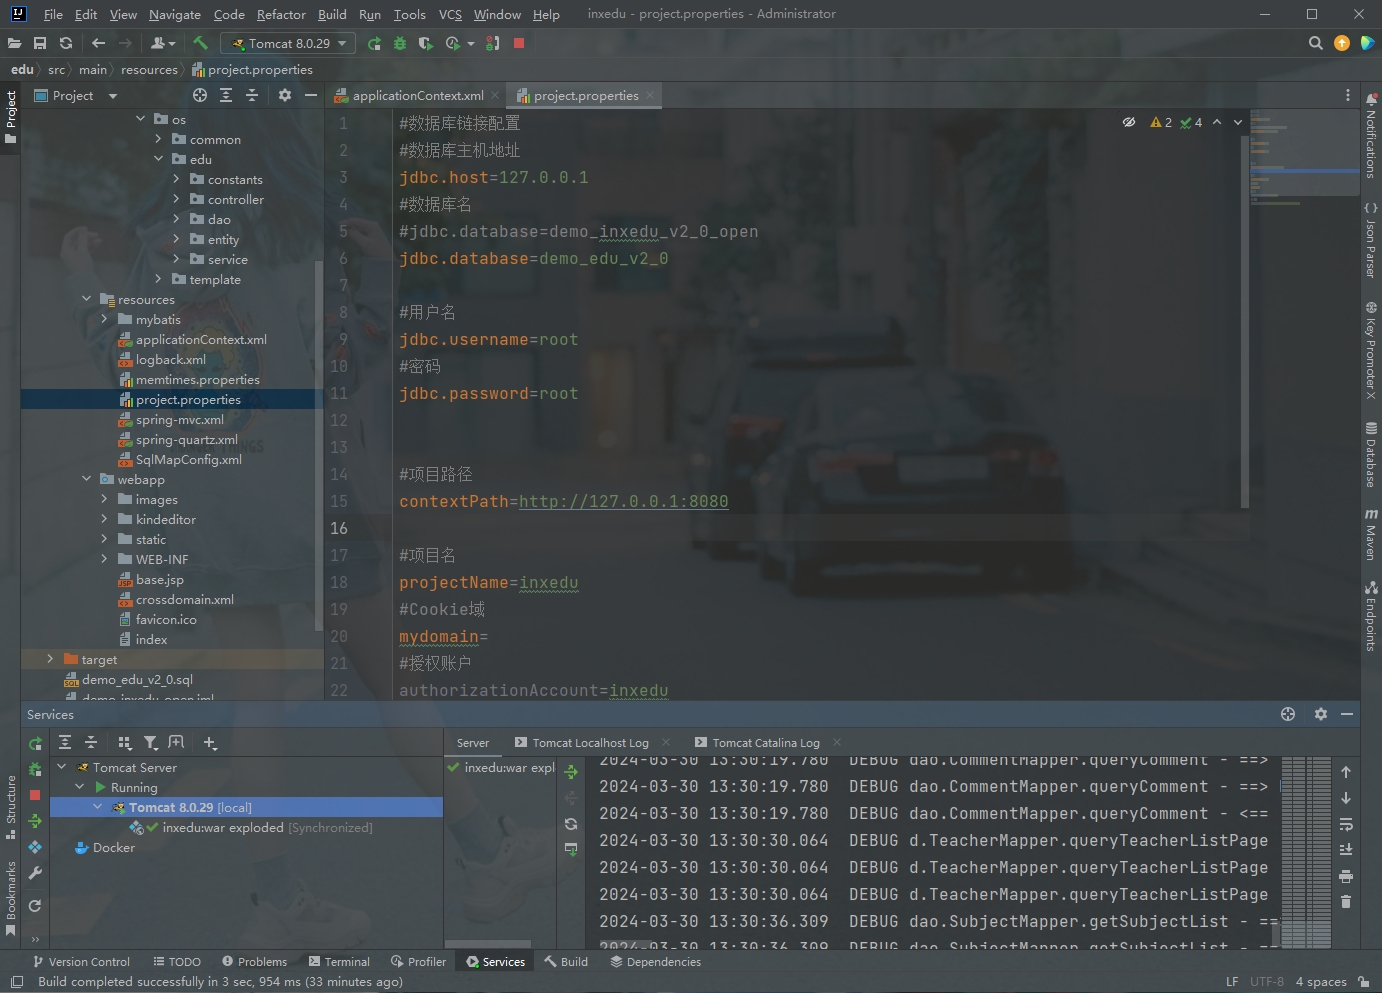 File Edit View Navigate Code Refactor Build Run Tools VCS Window Help inxedu - project.properties - Administrator
Tomcat 8.0.29
edu src main resources project.properties
Project
applicationContext.xml
project.properties
os
common
edu
constants
controller
dao
entity
service
template
resources
mybatis
applicationContext.xml
logback.xml
memtimes.properties
project.properties
spring-mvc.xml
spring-quartz.xml
SqlMapConfig.xml
webapp
images
kindeditor
static
WEB-INF
base.jsp
crossdomain.xml
favicon.ico
index
target
demo_edu_v2_0.sql
demo_inxedu_open.iml
2 4
1 #数据库链接配置
2 #数据库主机地址
3 jdbc.host=127.0.0.1
4 #数据库名
5 #jdbc.database=demo_inxedu_v2_0_open
6 jdbc.database=demo_edu_v2_0
7
8 #用户名
9 jdbc.username=root
10 #密码
11 jdbc.password=root
12
13
14 #项目路径
15 contextPath=http://127.0.0.1:8080
16
17 #项目名
18 projectName=inxedu
19 #Cookie域
20 mydomain=
21 #授权账户
22 authorizationAccount=inxedu
Project
Structure
Bookmarks
Notifications
Json Parser
Key Promoter X
Database
Maven
Endpoints
Services
Tomcat Server
Running
Tomcat 8.0.29 [local]
inxedu:war exploded [Synchronized]
Docker
Server Tomcat Localhost Log Tomcat Catalina Log
inxedu:war expl
2024-03-30 13:30:19.780 DEBUG dao.CommentMapper.queryComment - ==>
2024-03-30 13:30:19.780 DEBUG dao.CommentMapper.queryComment - ==>
2024-03-30 13:30:19.780 DEBUG dao.CommentMapper.queryComment - <==
2024-03-30 13:30:30.064 DEBUG d.TeacherMapper.queryTeacherListPage
2024-03-30 13:30:30.064 DEBUG d.TeacherMapper.queryTeacherListPage
2024-03-30 13:30:30.064 DEBUG d.TeacherMapper.queryTeacherListPage
2024-03-30 13:30:36.309 DEBUG dao.SubjectMapper.getSubjectList - ==
2024-03-30 13:30:36.309 DEBUG dao.SubjectMapper.getSubjectList - ==
Version Control TODO Problems Terminal Profiler Services Build Dependencies
Build completed successfully in 3 sec, 954 ms (33 minutes ago)
LF UTF-8 4 spaces